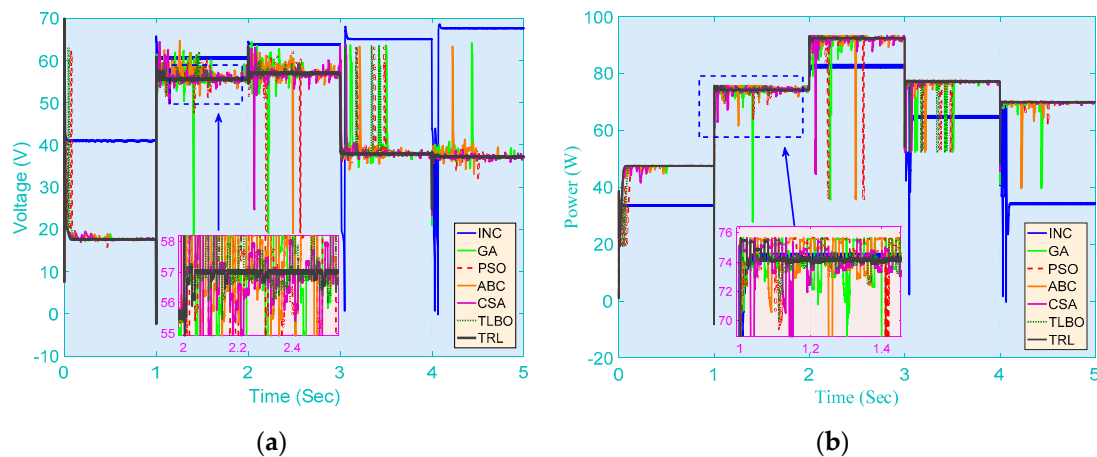 70
60
50
40
30
20
10
0
-10
Voltage (V)
0 1 2 3 4 5
Time (Sec)
58
57
56
55
2 2.2 2.4
INC
GA
PSO
ABC
CSA
TLBO
TRL
(a)
100
80
60
40
20
0
-20
Power (W)
0 1 2 3 4 5
Time (Sec)
76
74
72
70
1 1.2 1.4
INC
GA
PSO
ABC
CSA
TLBO
TRL
(b)